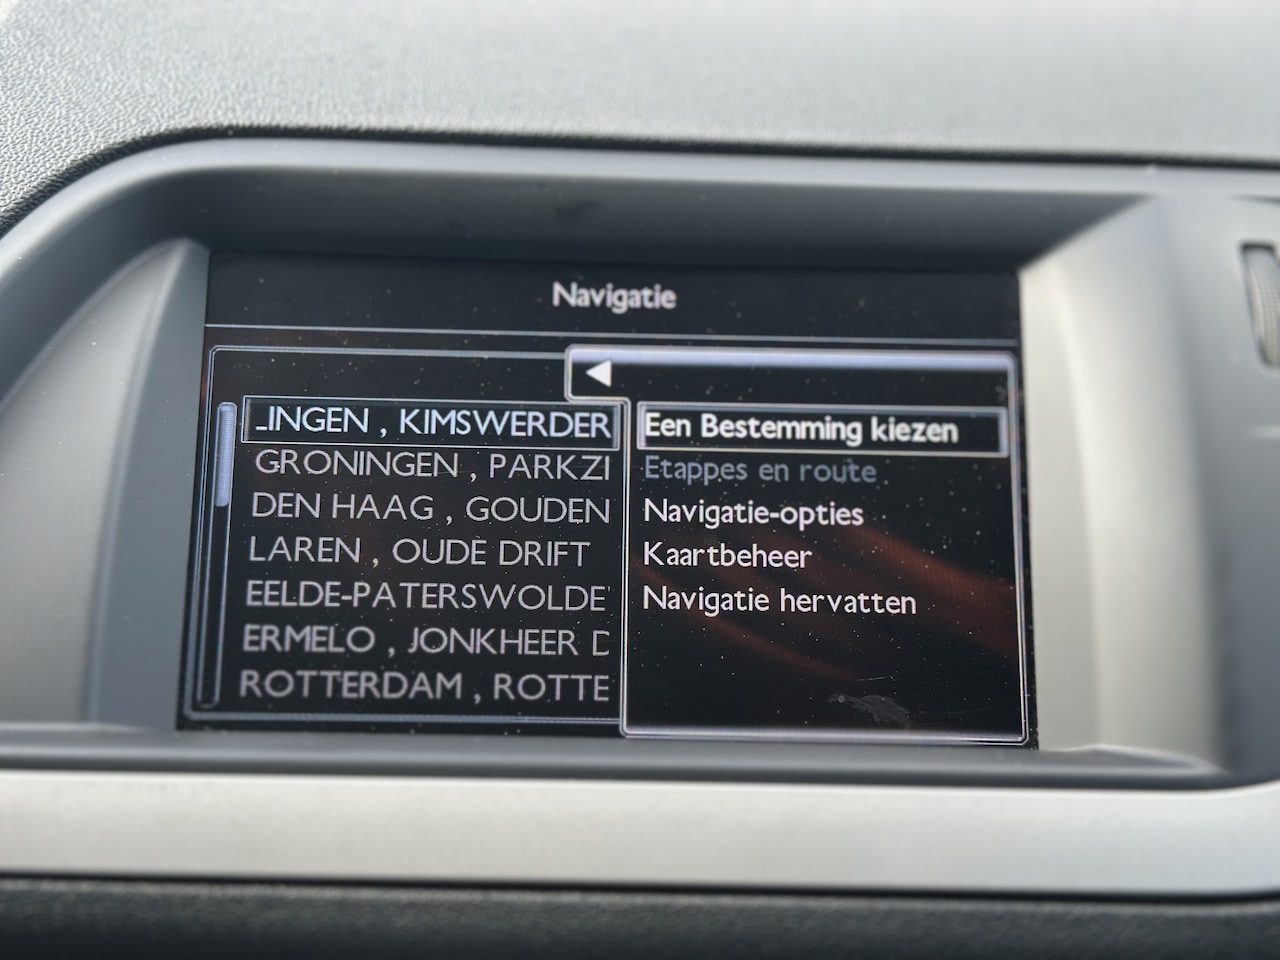 Navigatie
LINGEN , KIMSWERDER
GRONINGEN , PARKZI
DEN HAAG , GOUDEN
LAREN , OUDE DRIFT
EELDE-PATERSWOLDE
ERMELO , JONKHEER D
ROTTERDAM , ROTTE
Een Bestemming kiezen
Etappes en route
Navigatie-opties
Kaartbeheer
Navigatie hervatten